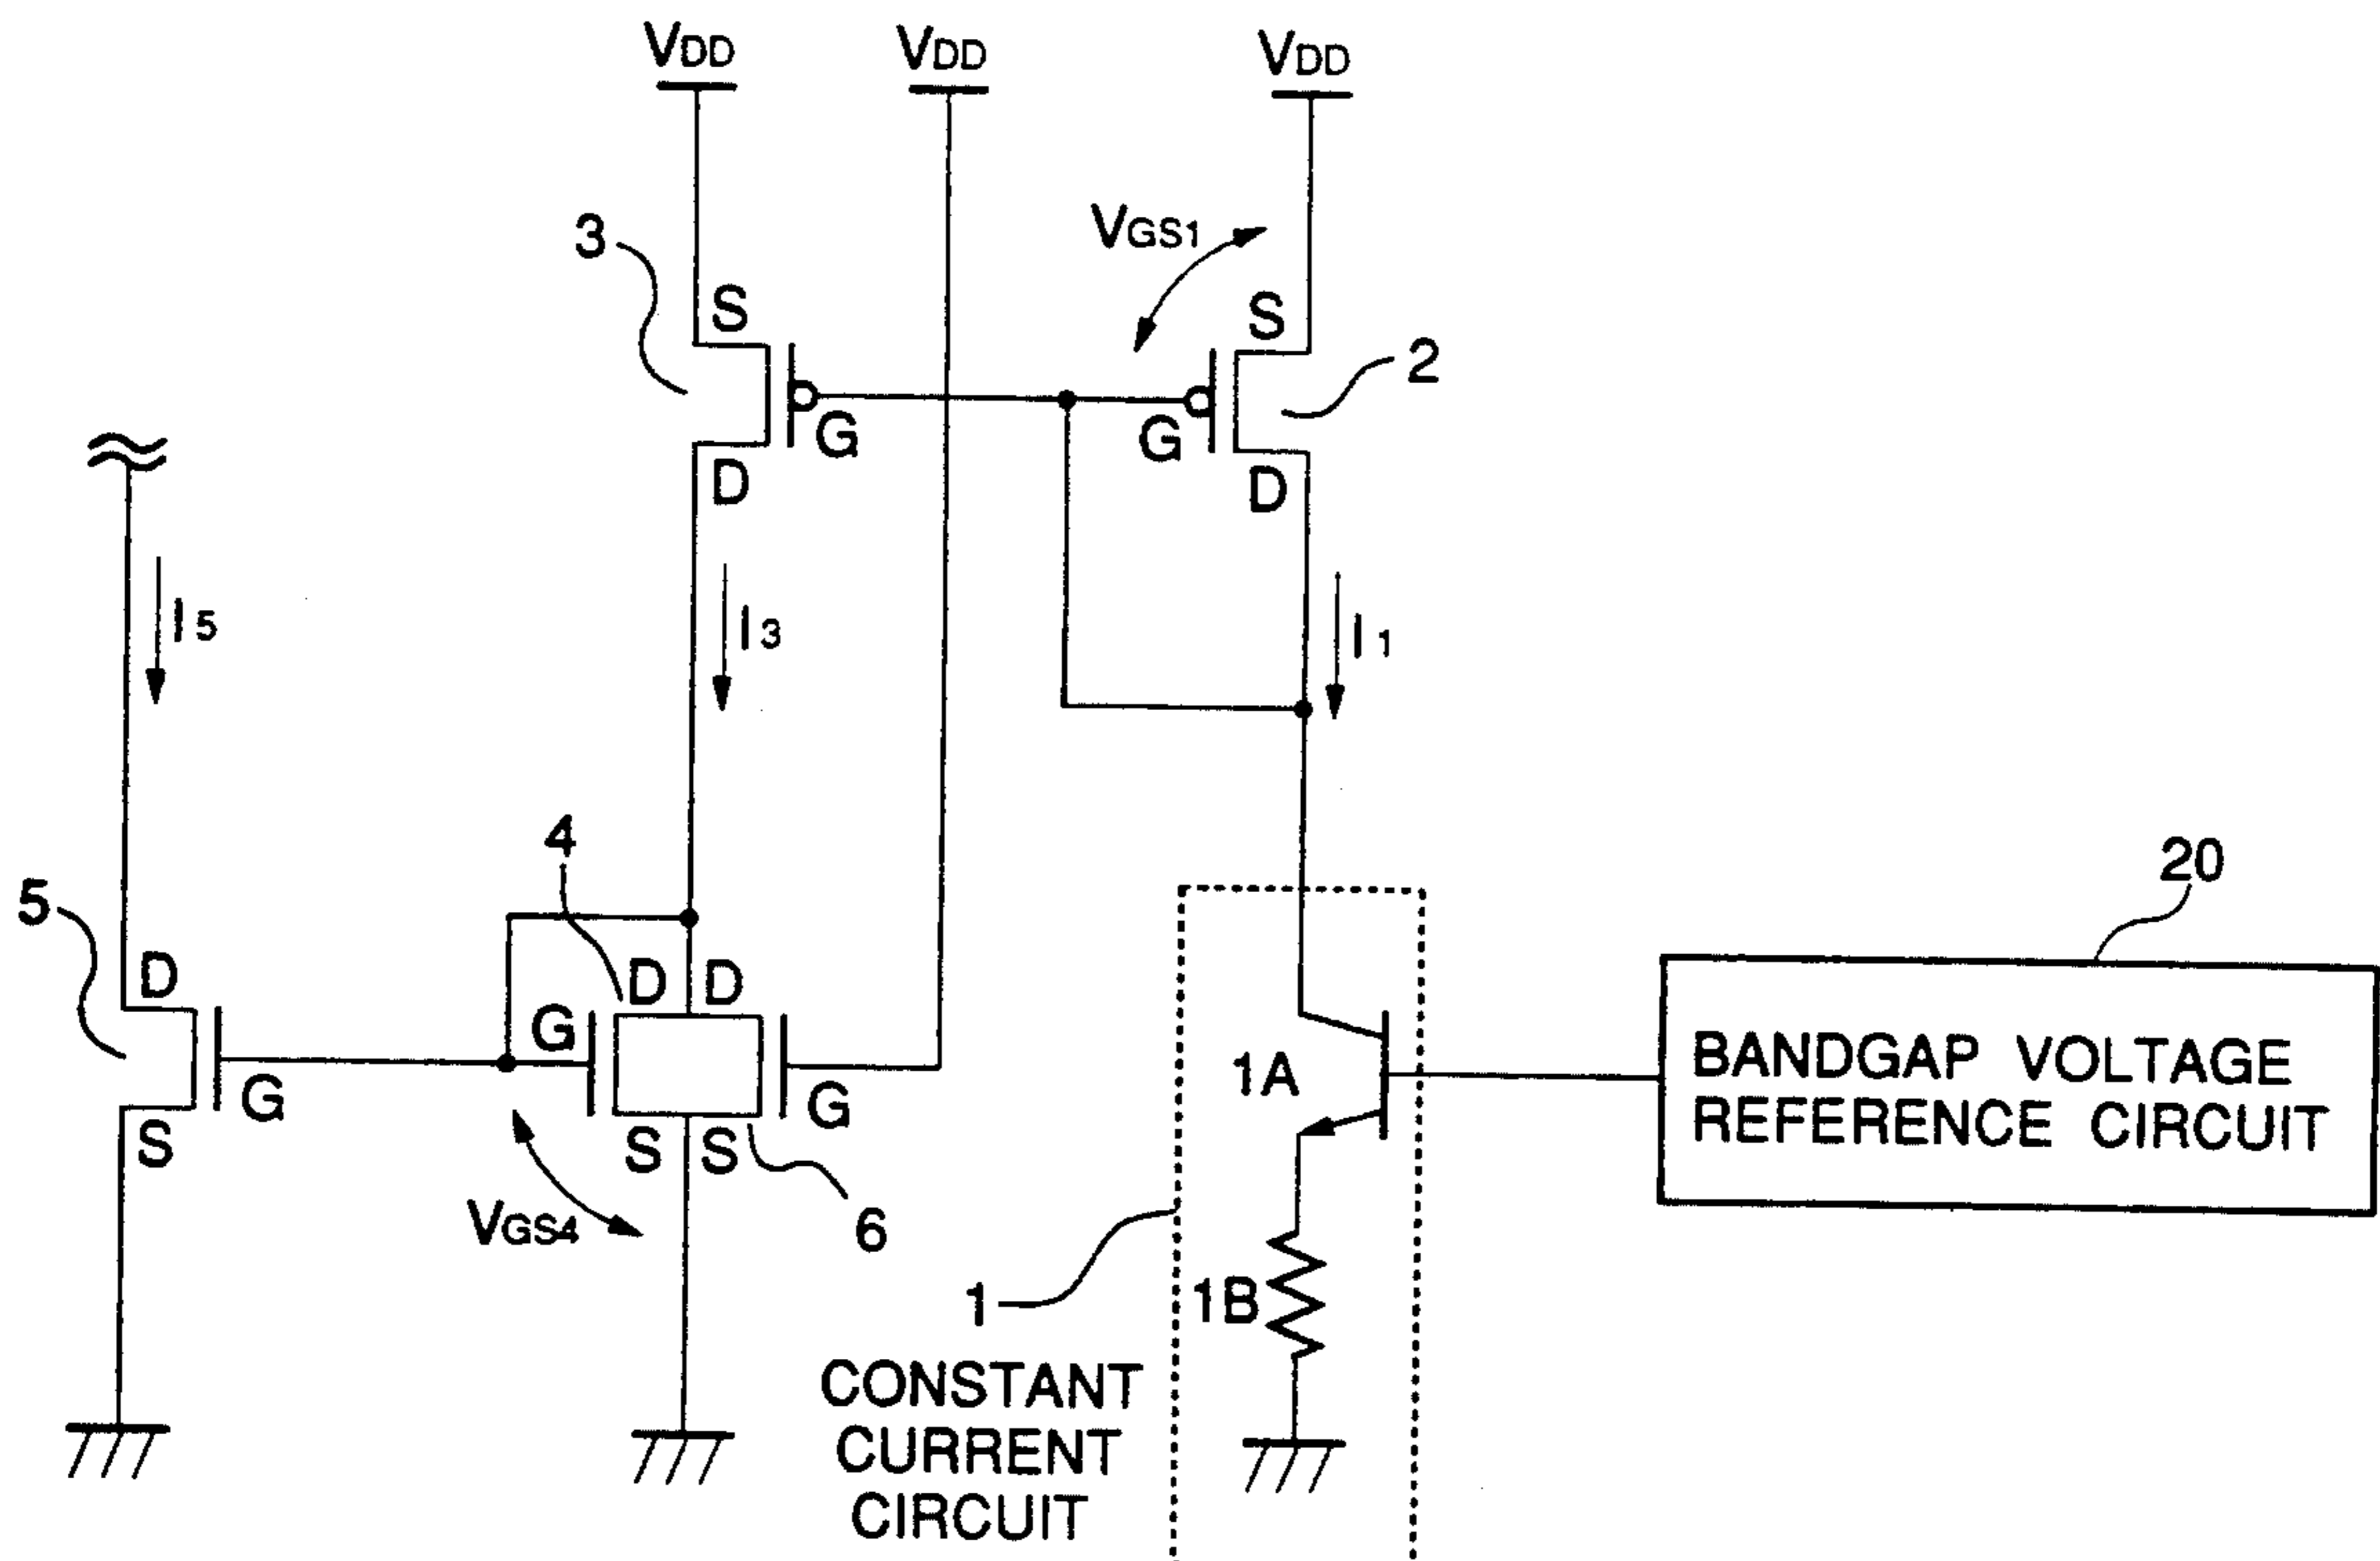 VDD
VDD
VDD
VGS1
3
S
S
2
G
G
D
D
I5
I3
I1
4
20
5
D
D
D
G
BANDGAP VOLTAGE
1A
REFERENCE CIRCUIT
G
G
S
S
S
VGS4
6
1
1B
CONSTANT
CURRENT
CIRCUIT